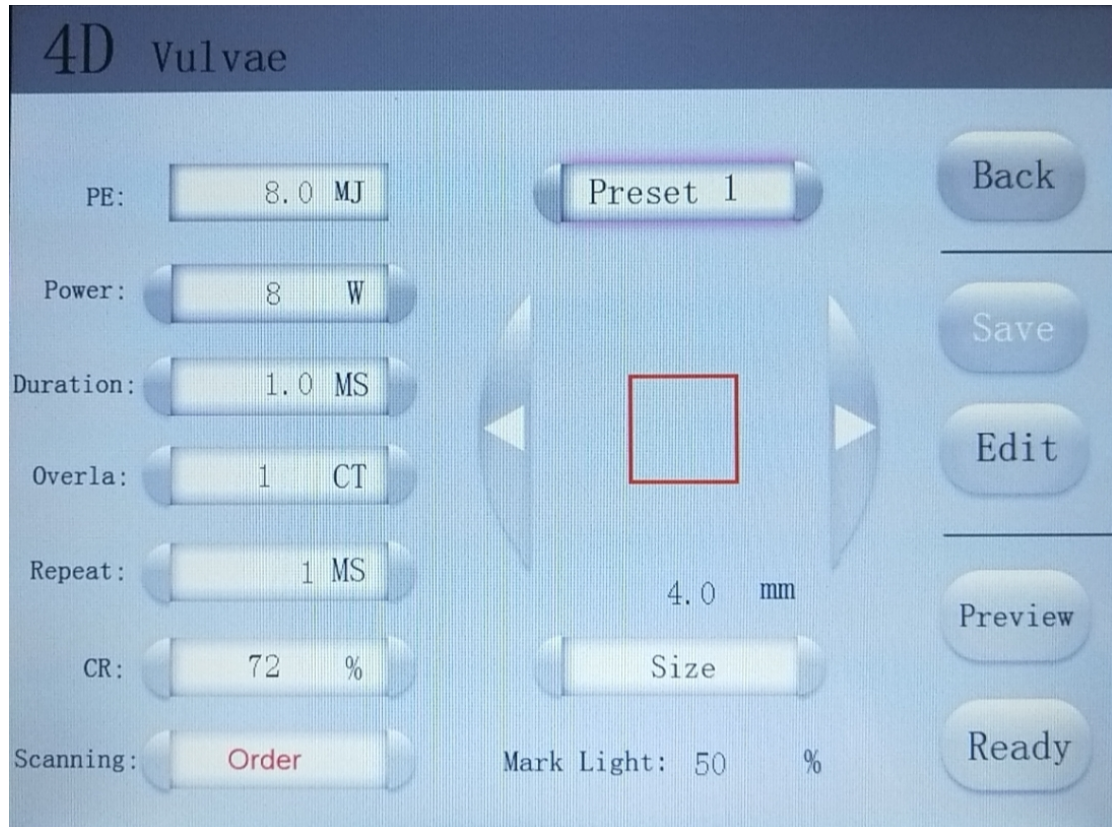 4D Vulvae
PE: 8.0 MJ
Power: 8 W
Duration: 1.0 MS
Overla: 1 CT
Repeat: 1 MS
CR: 72 %
Scanning: Order
Preset 1
4.0 mm
Size
Mark Light: 50 %
Back
Save
Edit
Preview
Ready